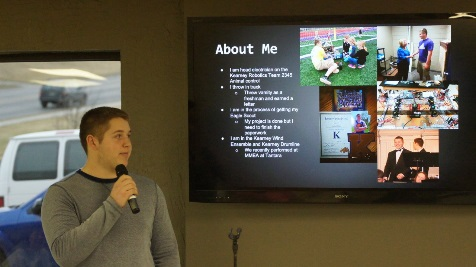 About Me
● I am head electrician on the
Kearney Robotics Team 2345
Animal control
● I throw in track
○ Threw varsity as a
freshman and earned a
letter
● I am in the process of getting my
Eagle Scout
○ My project is done but I
need to finish the
paperwork
● I am in the Kearney Wind
Ensemble and Kearney Drumline
○ We recently performed at
MMEA at Tantara
K
SONY